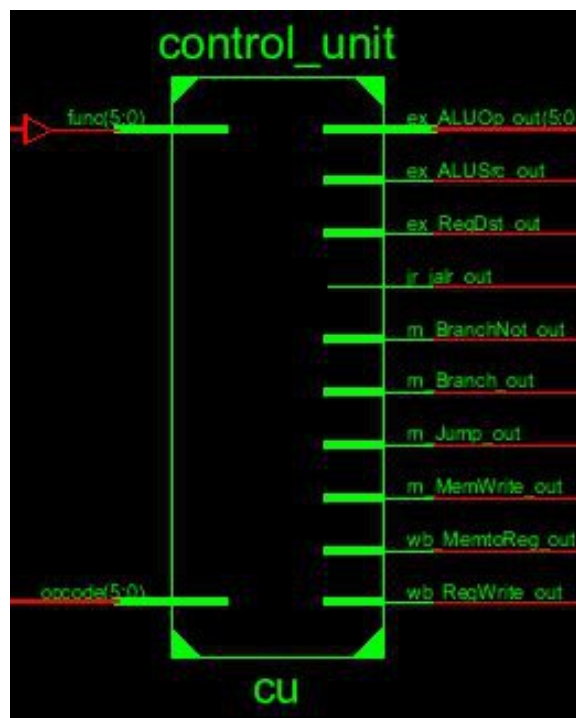 control_unit
func(5:0)
ex_ALUOp_out(5:0
ex_ALUSrc_out
ex_RegDst_out
jr_jalr_out
m_BranchNot_out
m_Branch_out
m_Jump_out
m_MemWrite_out
wb_MemtoReg_out
opcode(5:0)
wb_RegWrite_out
cu